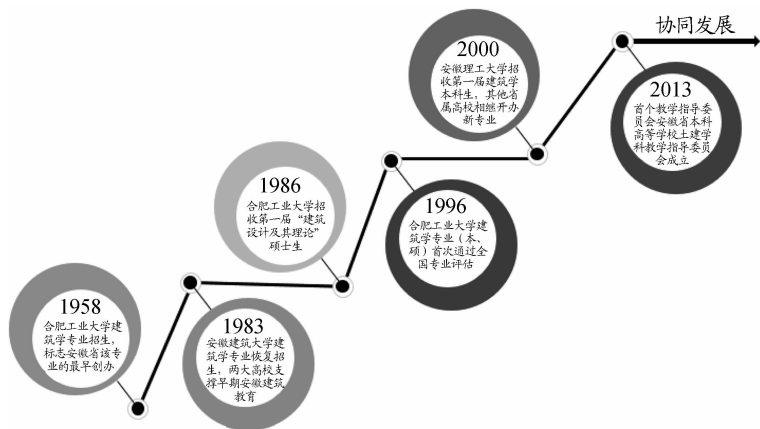 1958
合肥工业大学建
筑学专业招生，
标志安徽省该专
业的最早创办
1983
安徽建筑大学建
筑学专业恢复招
生，两大高校支
撑早期安徽建筑
教育
1986
合肥工业大学招
收第一届“建筑
设计及其理论”
硕士生
1996
合肥工业大学建
筑学专业（本、
硕）首次通过全
国专业评估
2000
安徽理工大学招
收第一届建筑学
本科生，其他省
属高校相继开办
新专业
2013
首个教学指导委
员会安徽省本科
高等学校土建学
科教学指导委员
会成立
协同发展